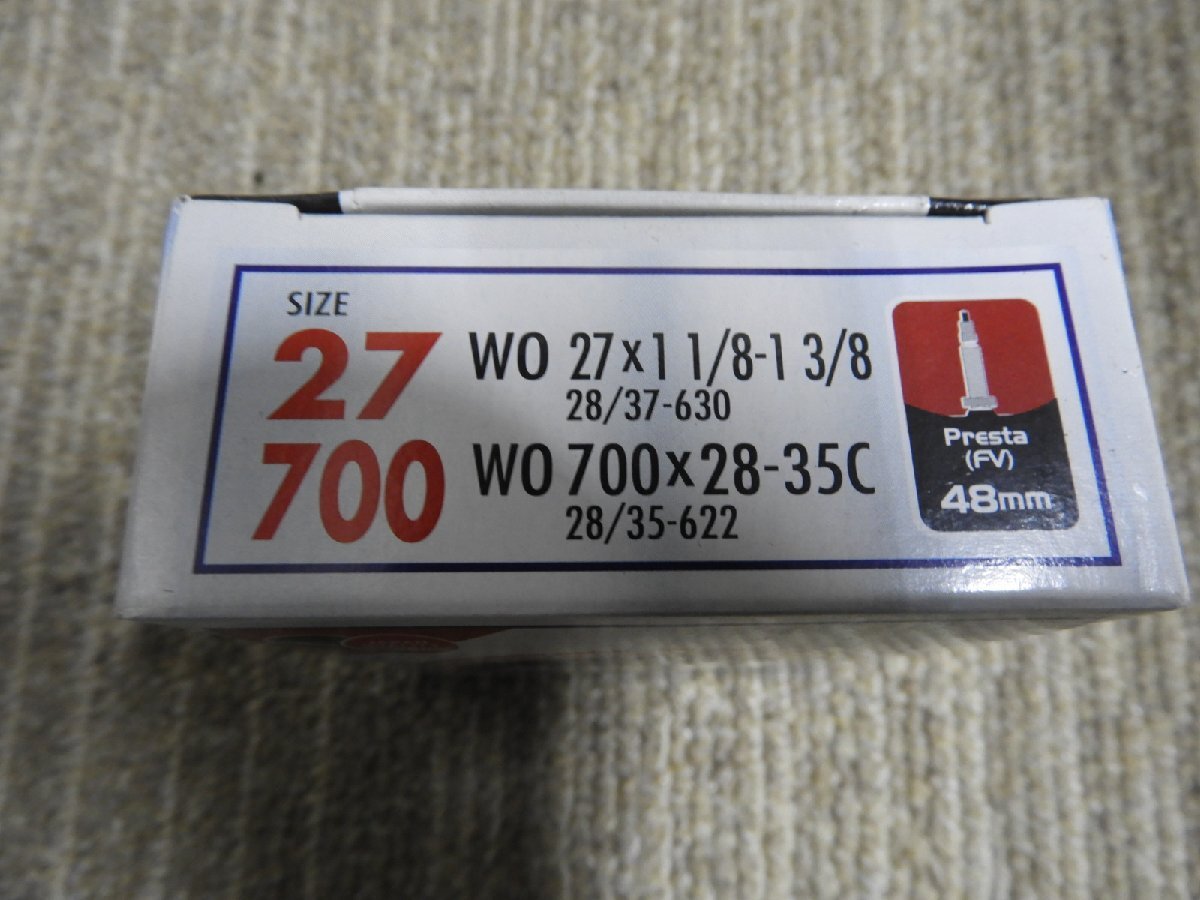 SIZE
27 WO 27×1 1/8-1 3/8
28/37-630
700 WO 700×28-35C
28/35-622
Presta
(FV)
48mm